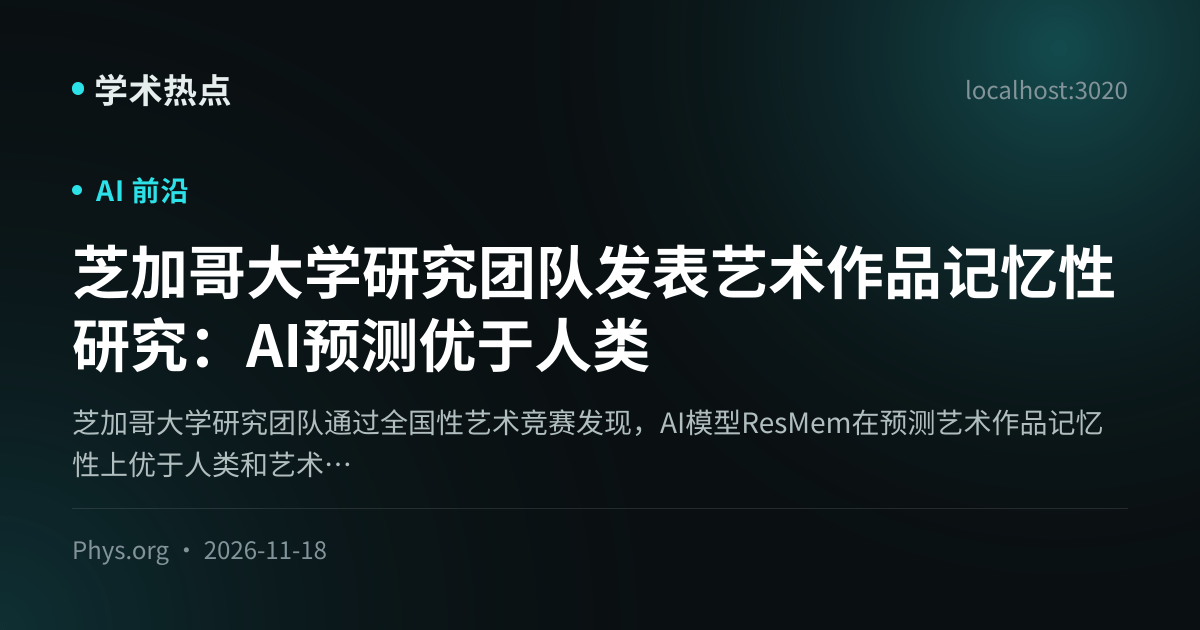 学术热点
localhost:3020
AI 前沿
芝加哥大学研究团队发表艺术作品记忆性
研究：AI预测优于人类
芝加哥大学研究团队通过全国性艺术竞赛发现，AI模型ResMem在预测艺术作品记忆
性上优于人类和艺术…
Phys.org • 2026-11-18